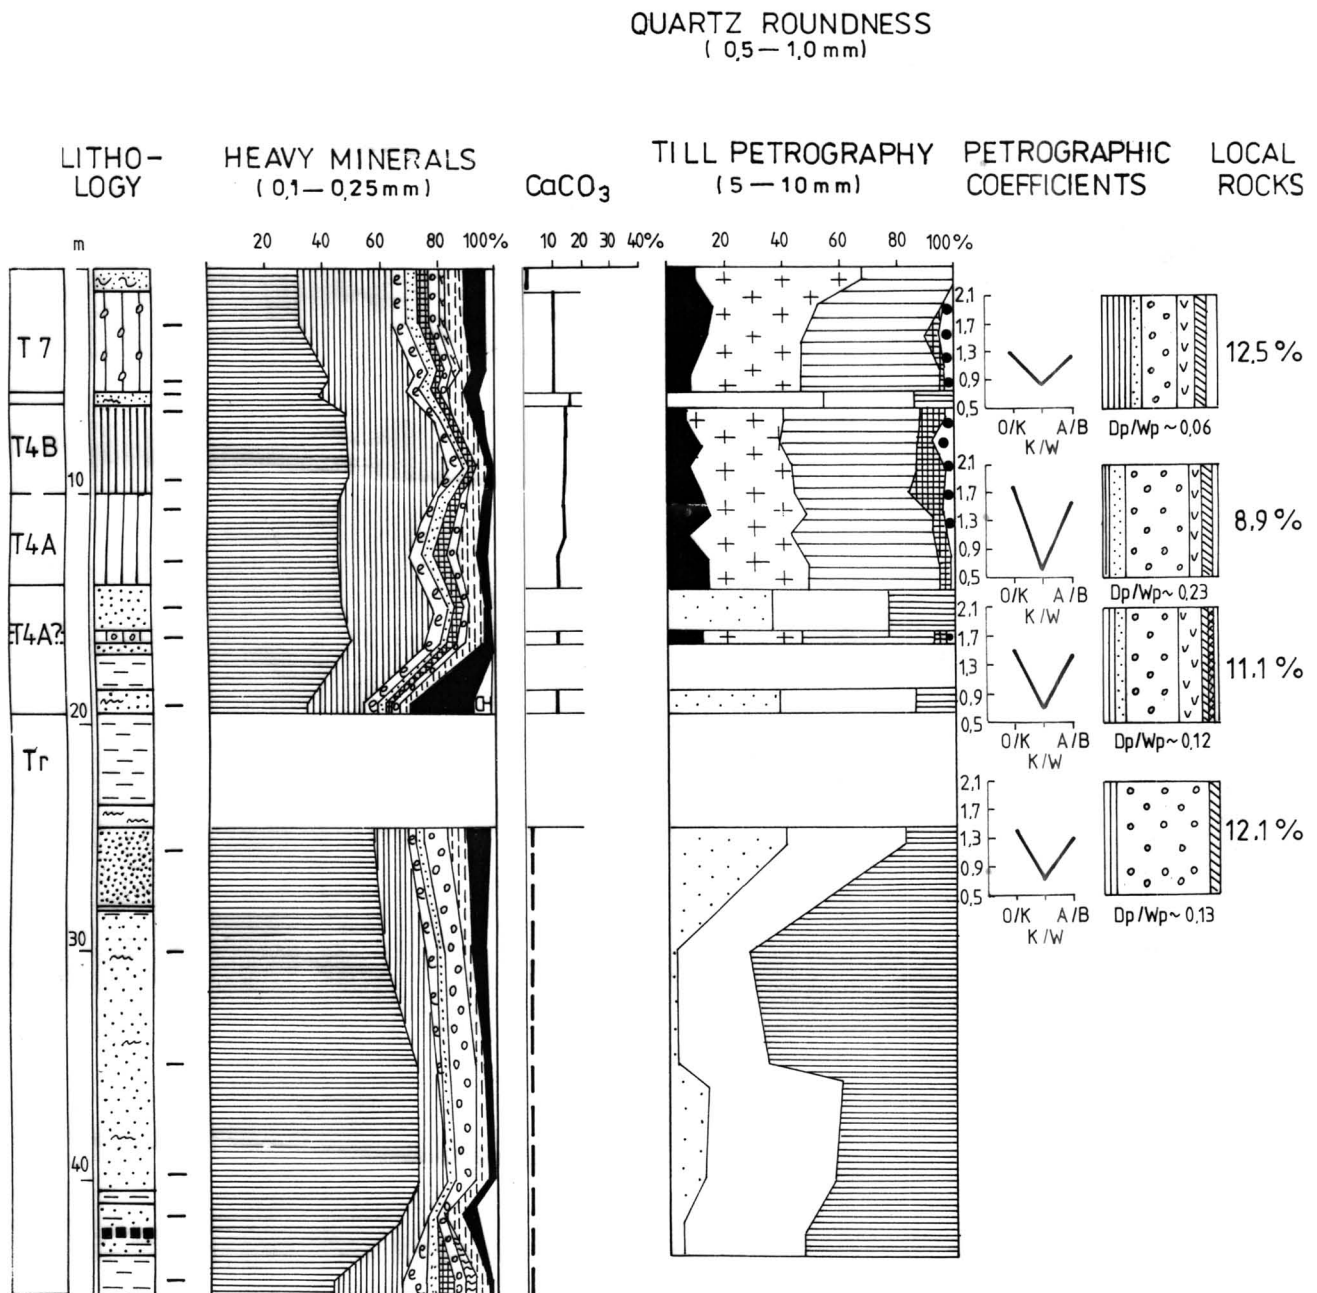 QUARTZ ROUNDNESS
( 0,5 — 1,0 mm)
LITHO-
LOGY
HEAVY MINERALS
( 0,1 — 0,25mm )
CaCO3
TILL PETROGRAPHY
( 5 — 10 mm )
PETROGRAPHIC
COEFFICIENTS
LOCAL
ROCKS
m
20 40 60 80 100%
10 20 30 40%
20 40 60 80 100%
T 7
T4B
T4A
T4A?
Tr
10
20
30
40
2,1
1,7
1,3
0,9
0,5
O/K A/B
K/W
Dp/Wp ~ 0,06
12,5 %
2,1
1,7
1,3
0,9
0,5
O/K A/B
K/W
Dp/Wp~ 0,23
8,9 %
2,1
1,7
1,3
0,9
0,5
O/K A/B
K/W
Dp/Wp~ 0,12
11.1 %
2,1
1,7
1,3
0,9
0,5
O/K A/B
K/W
Dp/Wp~ 0,13
12.1 %